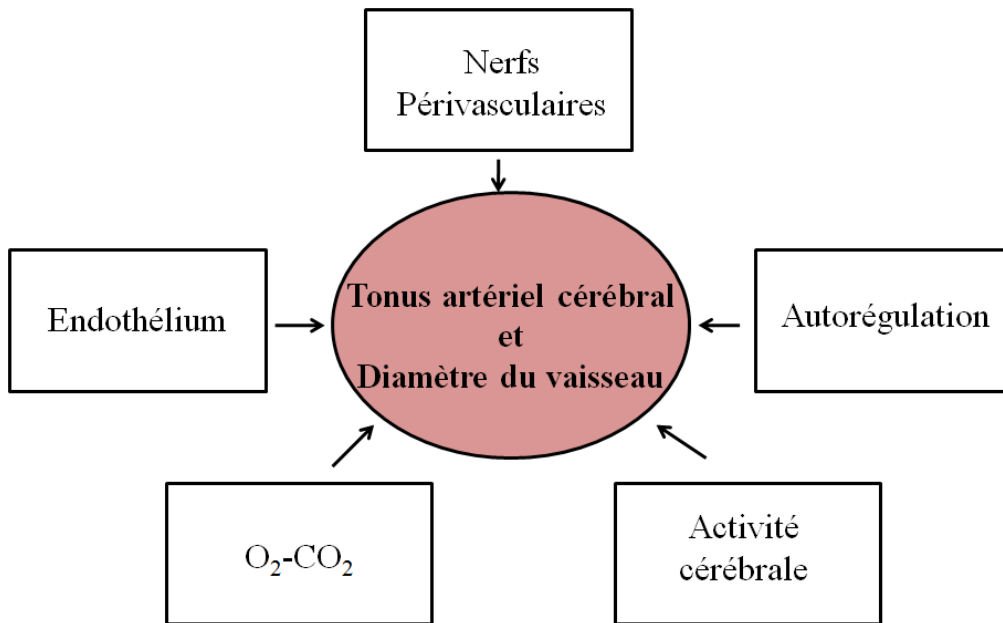 Nerfs
Périvasculaires
Endothélium
Tonus artériel cérébral
et
Diamètre du vaisseau
Autorégulation
O₂-CO₂
Activité
cérébrale